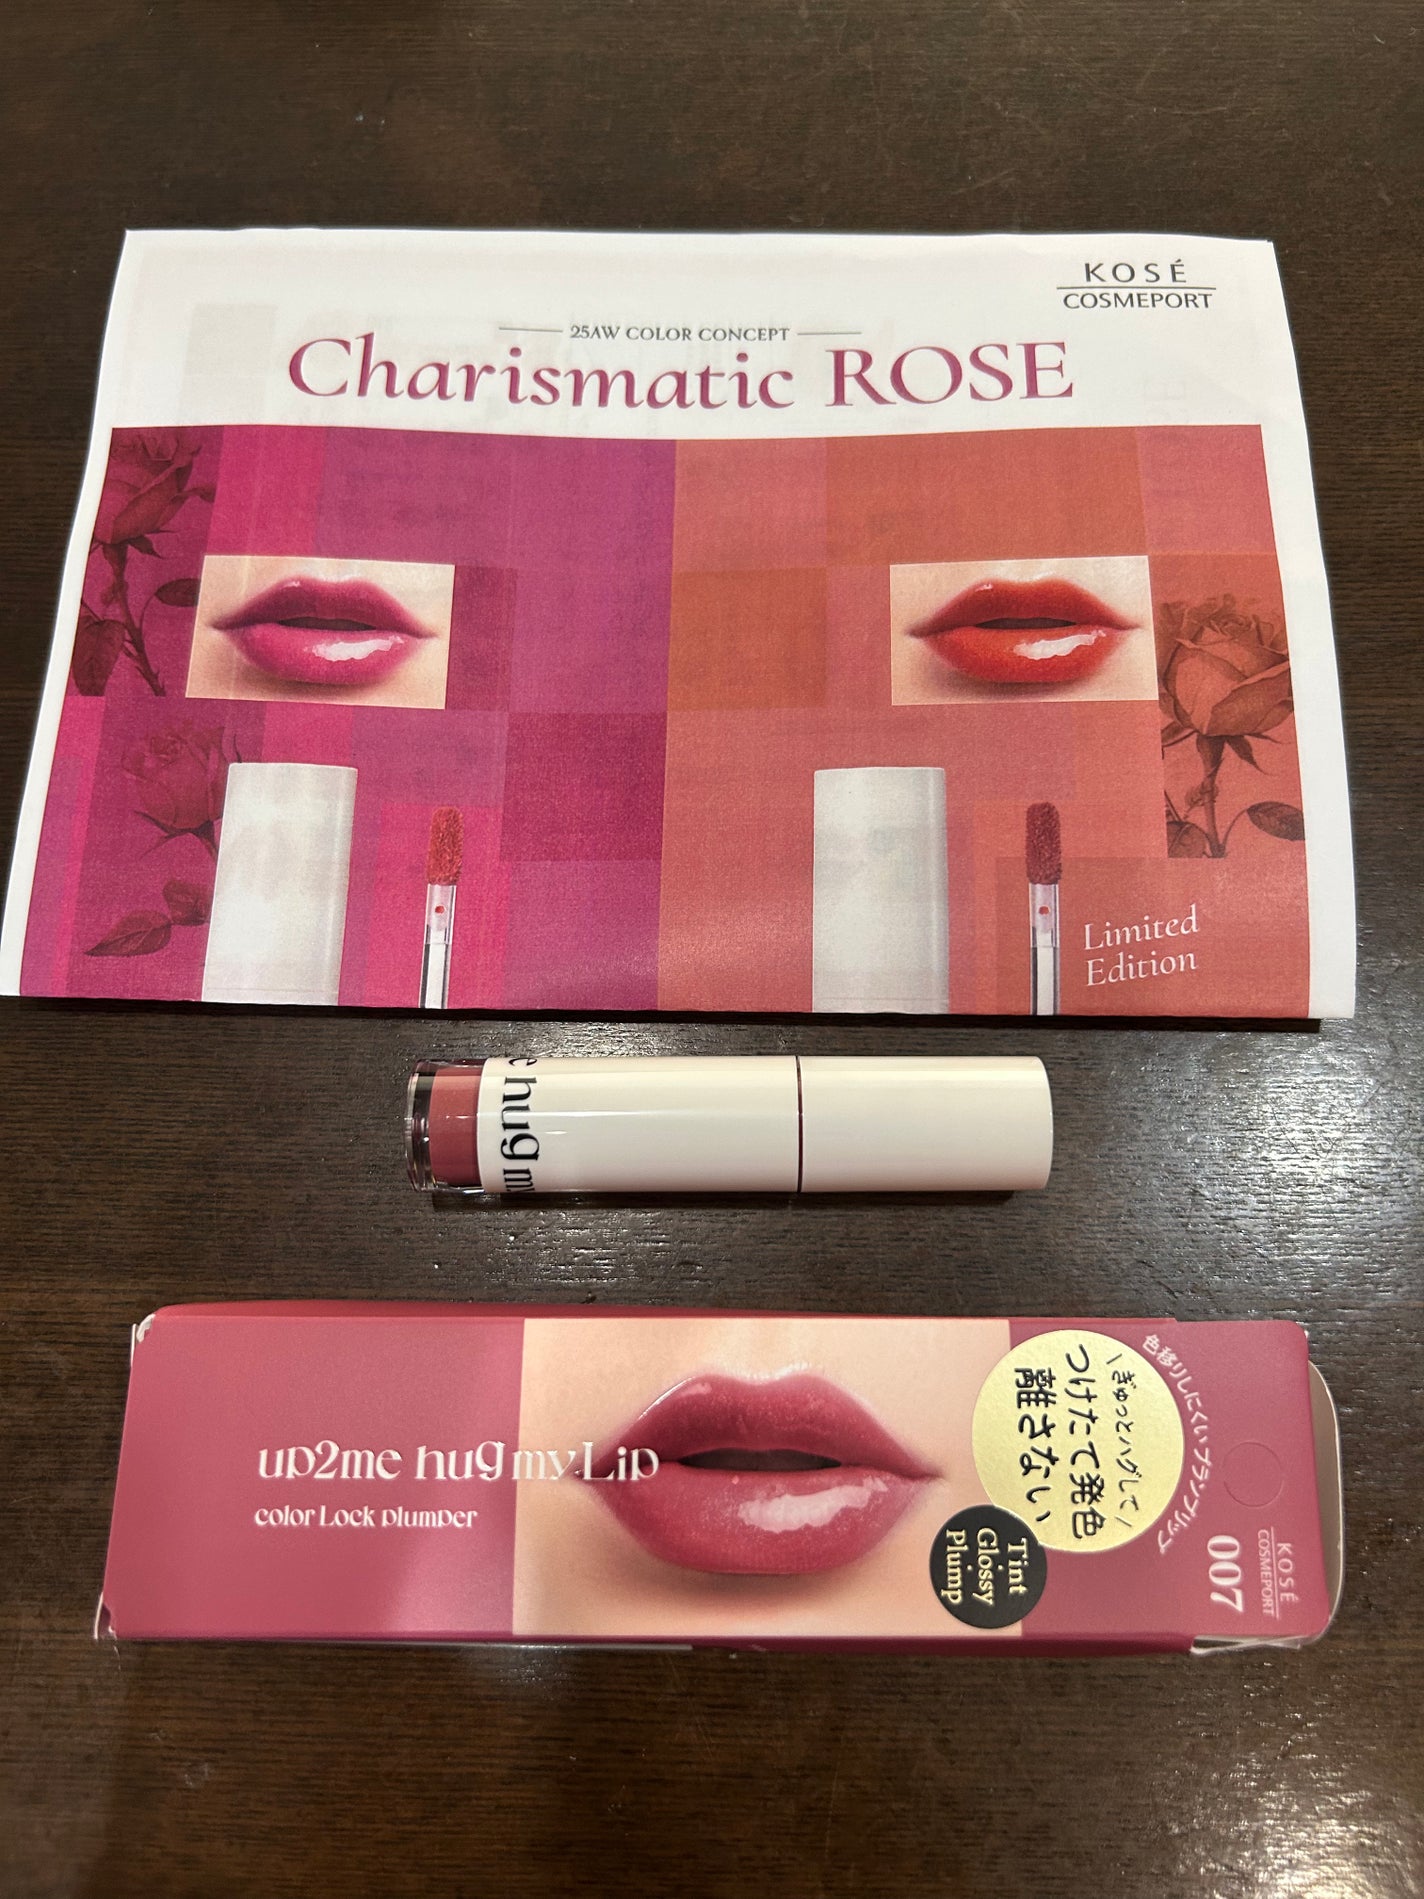 KOSÉ
COSMEPORT
25AW COLOR CONCEPT
Charismatic ROSE
Limited
Edition
e hug my
up2me hug my Lip
color Lock plumper
色移りしにくいプランプリップ
\ぎゅっとハグして/
つけたて発色
離さない
Tint
Glossy
Plump
007
KOSÉ
COSMEPORT